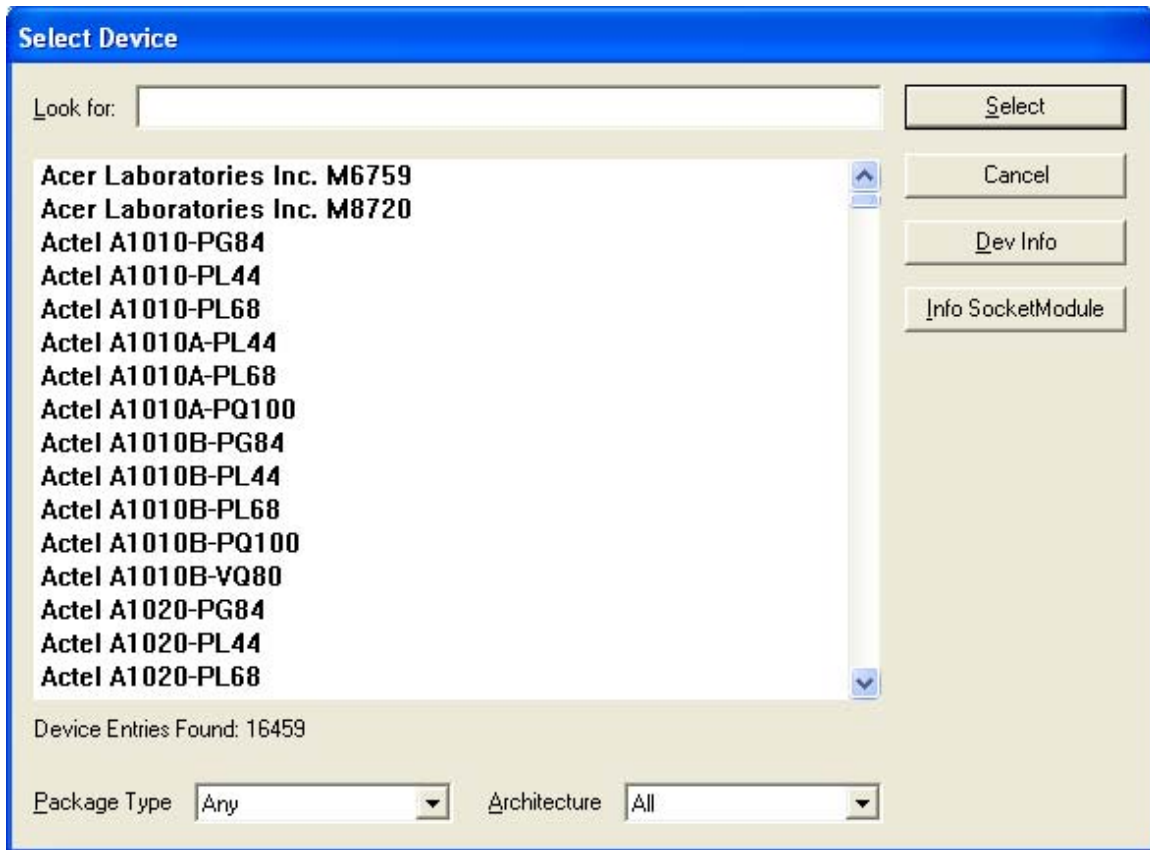 Select Device
Look for:
Select
Acer Laboratories Inc. M6759
Acer Laboratories Inc. M8720
Actel A1010-PG84
Actel A1010-PL44
Actel A1010-PL68
Actel A1010A-PL44
Actel A1010A-PL68
Actel A1010A-PQ100
Actel A1010B-PG84
Actel A1010B-PL44
Actel A1010B-PL68
Actel A1010B-PQ100
Actel A1010B-VQ80
Actel A1020-PG84
Actel A1020-PL44
Actel A1020-PL68
Cancel
Dev Info
Info SocketModule
Device Entries Found: 16459
Package Type Any Architecture All